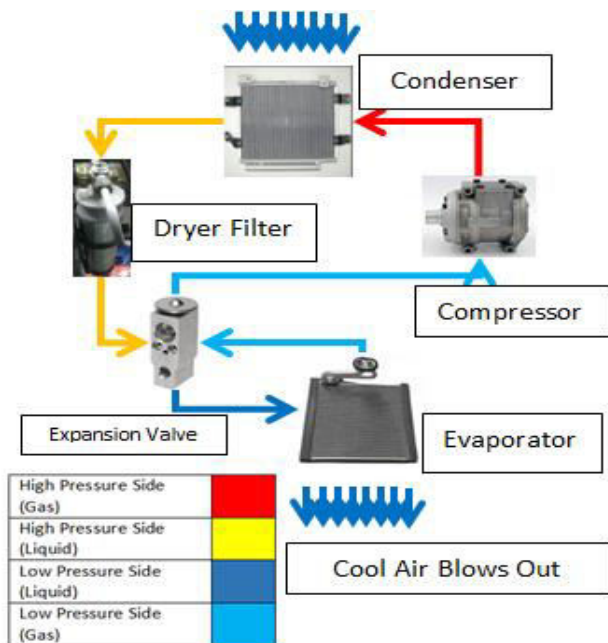 Condenser
Dryer Filter
Compressor
Expansion Valve
Evaporator
High Pressure Side
(Gas)
High Pressure Side
(Liquid)
Low Pressure Side
(Liquid)
Low Pressure Side
(Gas)
Cool Air Blows Out